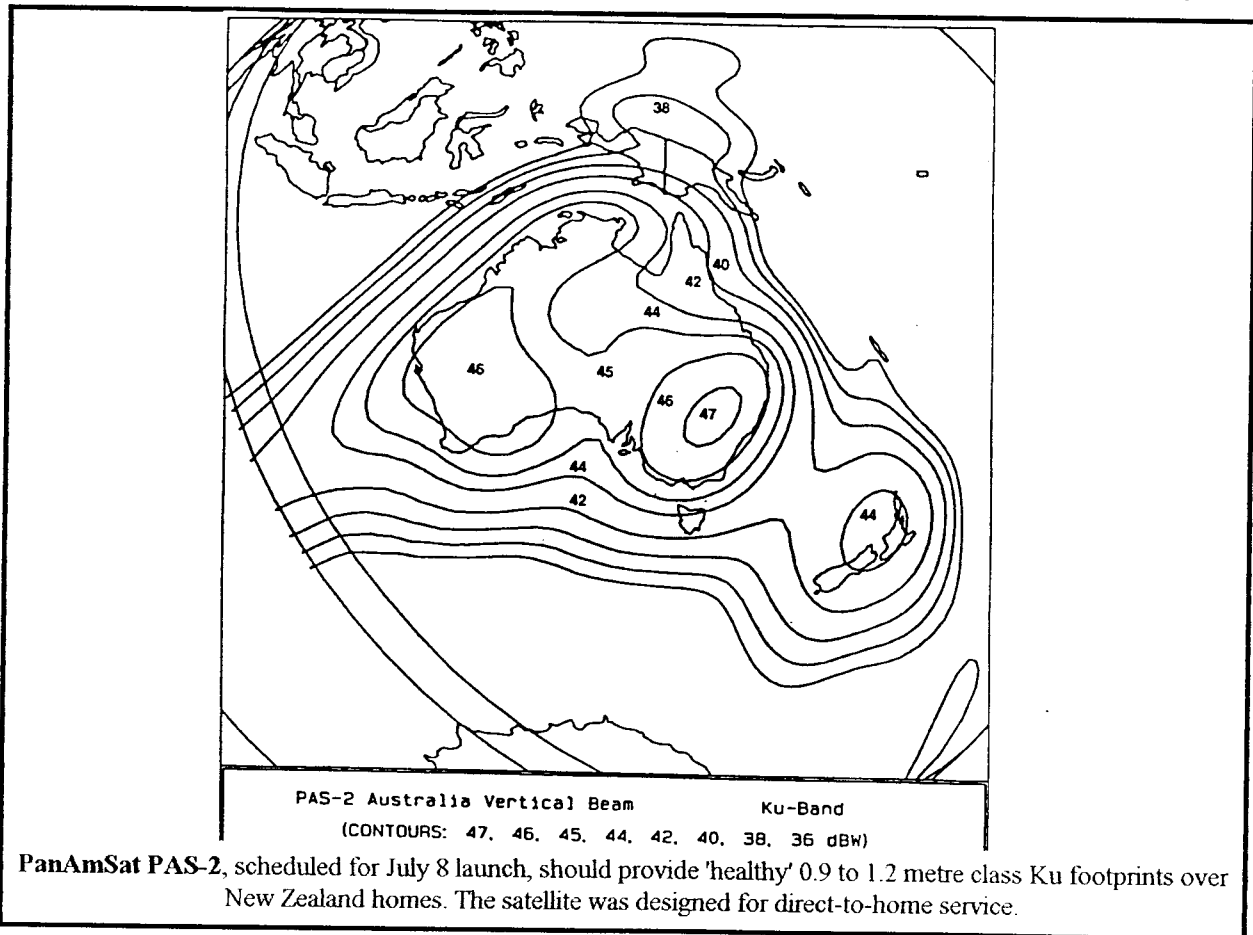 38
40
42
44
46
45
46
47
44
42
44
PAS-2 Australia Vertical Beam Ku-Band
(CONTOURS: 47, 46, 45, 44, 42, 40, 38, 36 dBW)
PanAmSat PAS-2, scheduled for July 8 launch, should provide 'healthy' 0.9 to 1.2 metre class Ku footprints over
New Zealand homes. The satellite was designed for direct-to-home service.